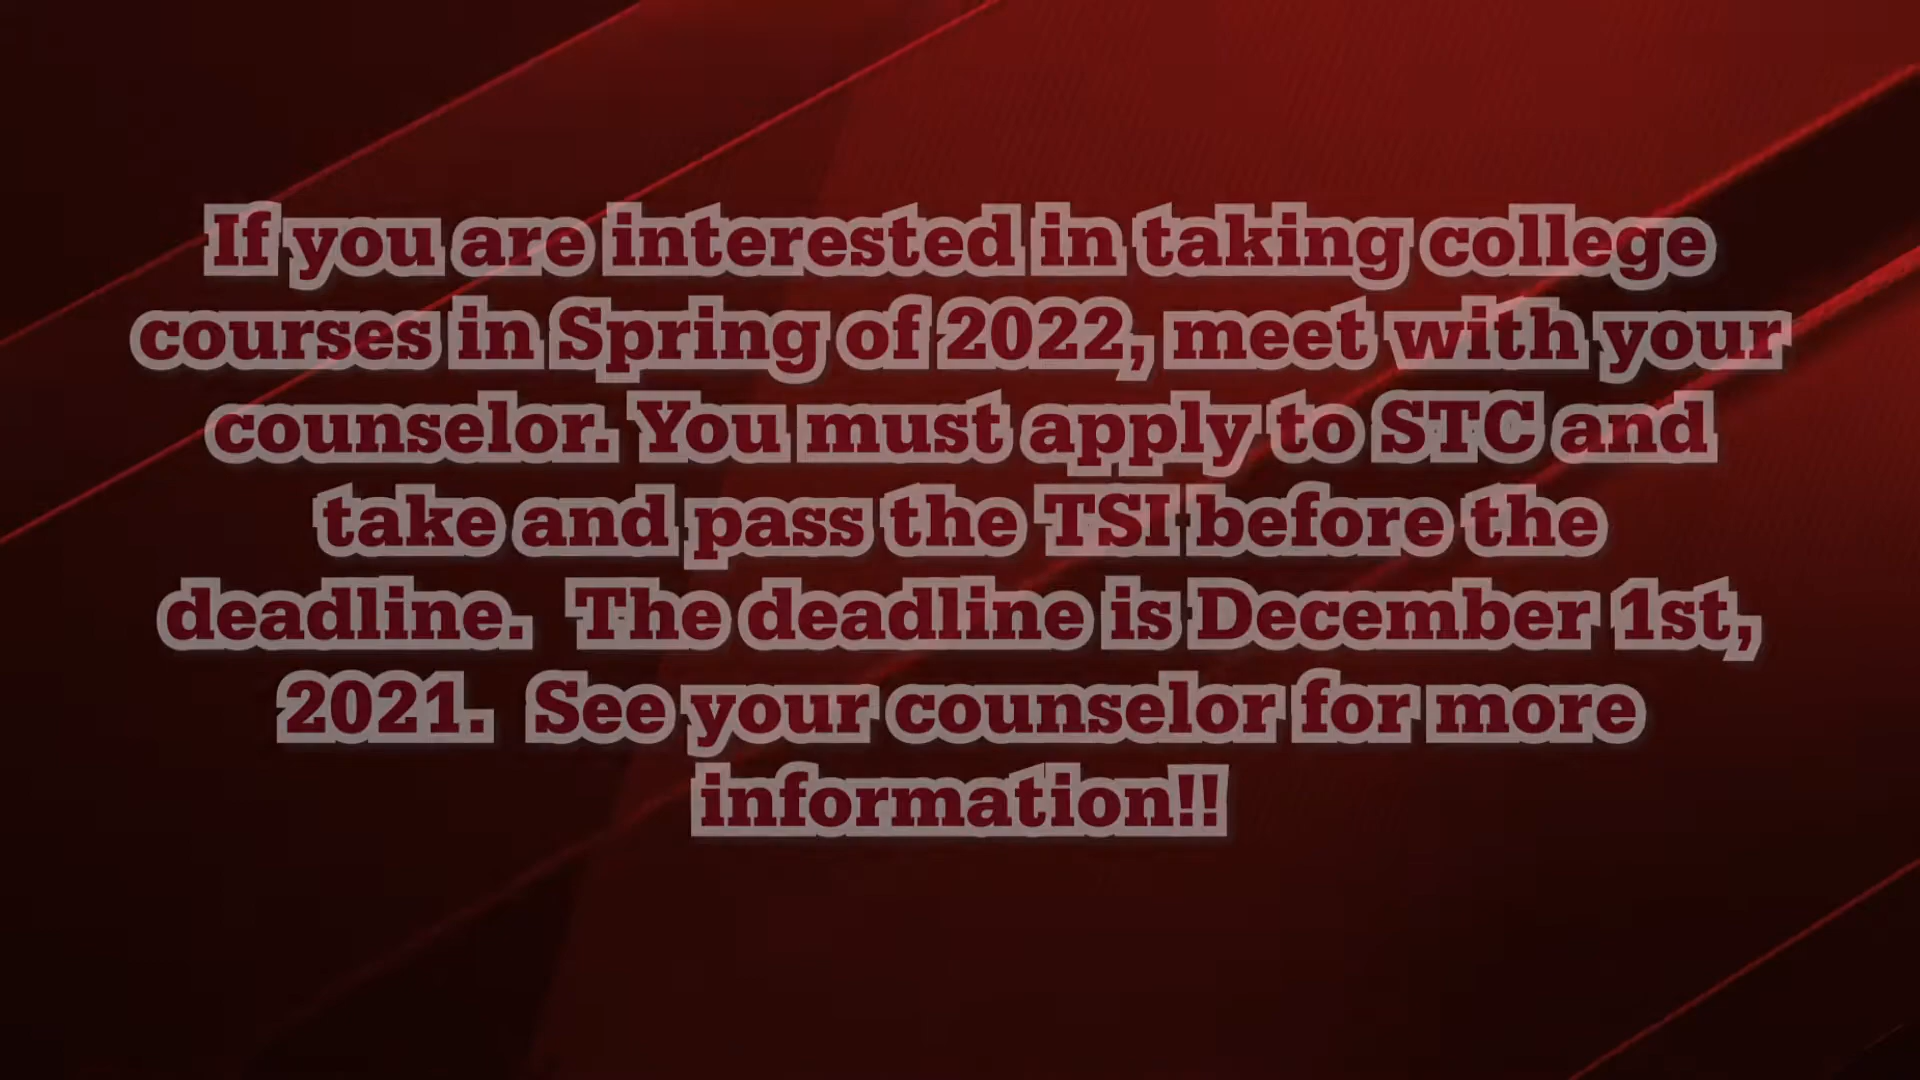 If you are interested in taking college
courses in Spring of 2022, meet with your
counselor. You must apply to STC and
take and pass the TSI before the
deadline.  The deadline is December 1st,
2021.  See your counselor for more
information!!